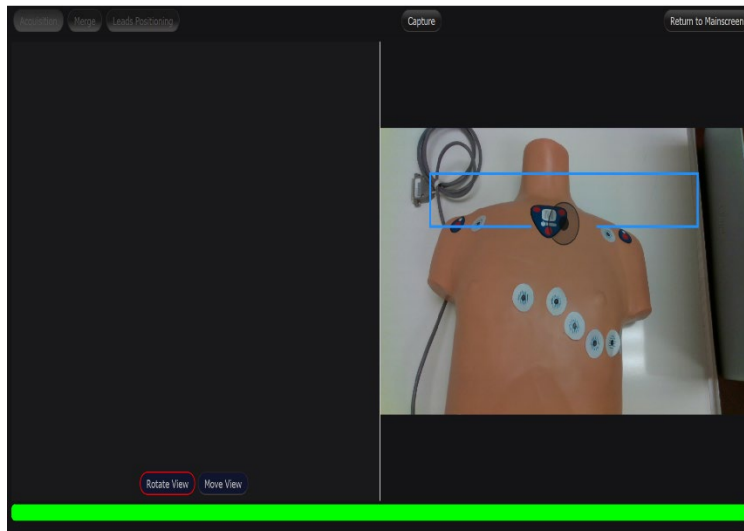 Acquisition Merge Leads Positioning Capture Return to Mainscreen
Rotate View Move View